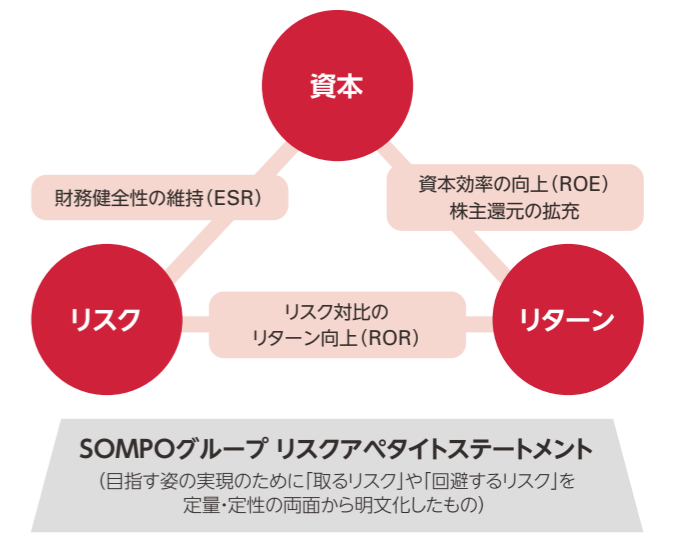 資本
財務健全性の維持(ESR)
資本効率の向上(ROE)
株主還元の拡充
リスク
リスク対比の
リターン向上(ROR)
リターン
SOMPOグループ リスクアペタイトステートメント
(目指す姿の実現のために「取るリスク」や「回避するリスク」を
定量・定性の両面から明文化したもの)